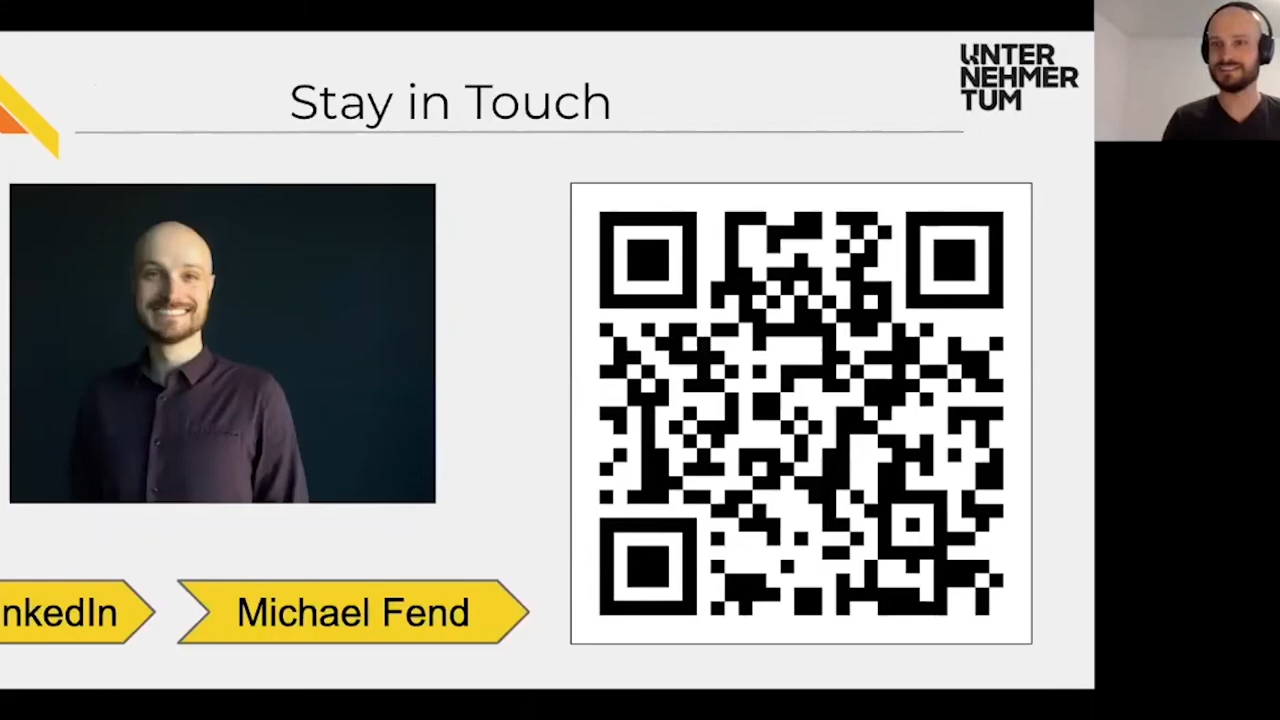 Stay in Touch
UNTER
NEHMER
TUM
nkedIn
Michael Fend